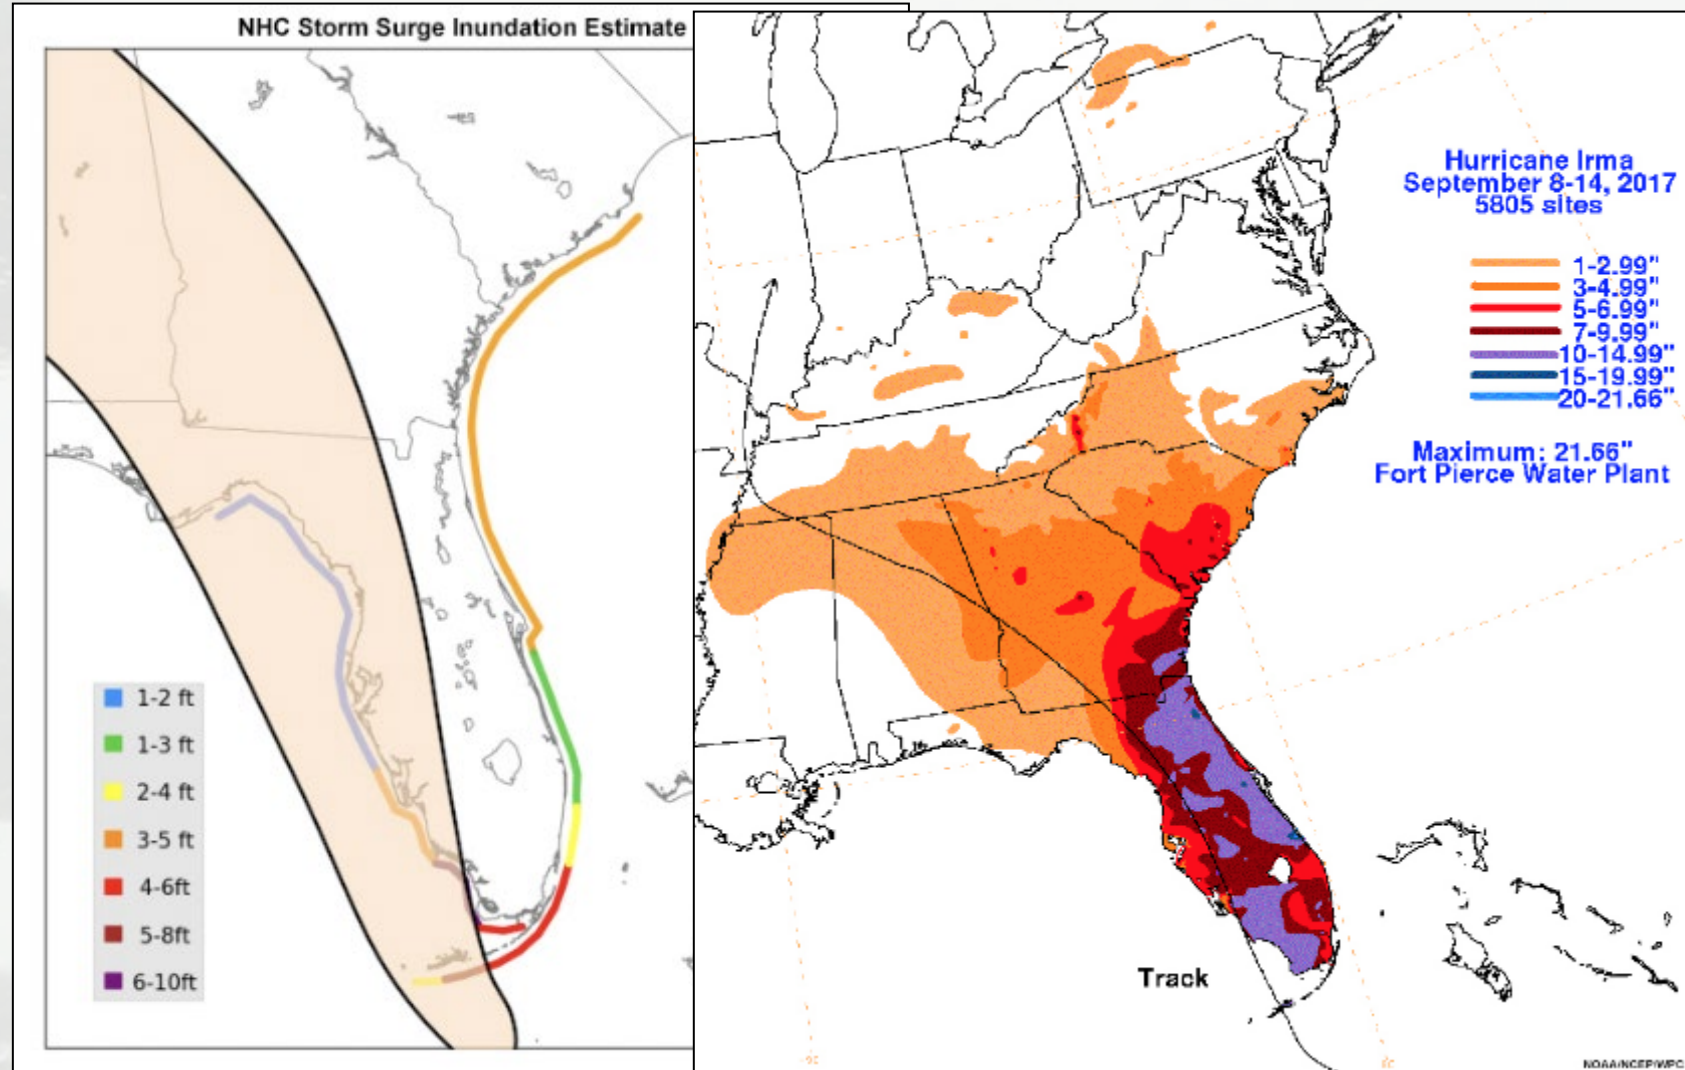 NHC Storm Surge Inundation Estimate
1-2 ft
1-3 ft
2-4 ft
3-5 ft
4-6ft
5-8ft
6-10ft
Hurricane Irma
September 8-14, 2017
5805 sites
1-2.99"
3-4.99"
5-6.99"
7-9.99"
10-14.99"
15-19.99"
20-21.66"
Maximum: 21.66"
Fort Pierce Water Plant
Track
NOAA/NCEP/WPC